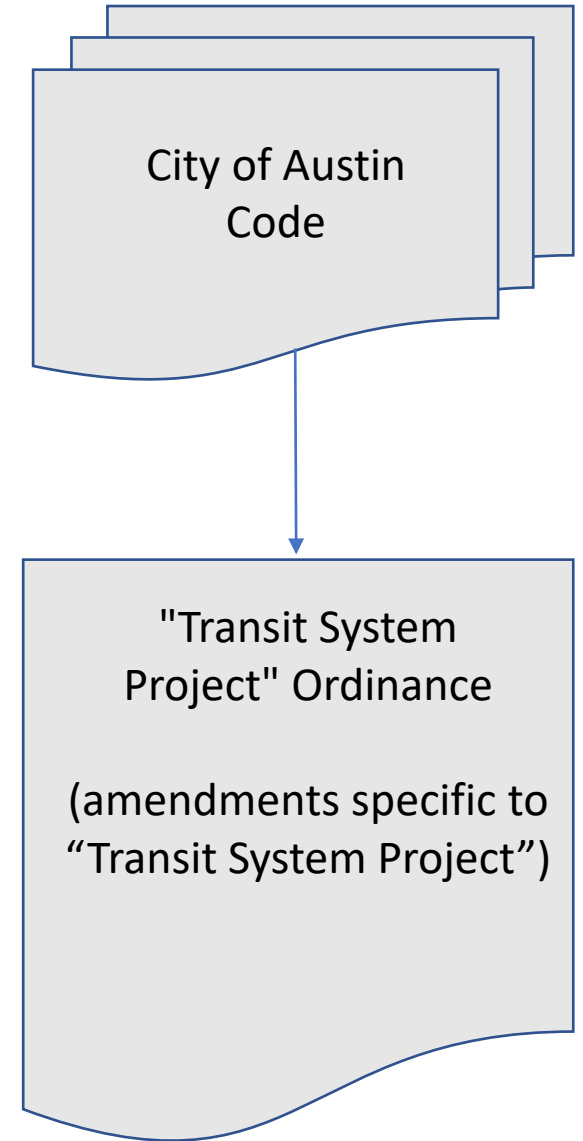 City of Austin
Code
"Transit System
Project" Ordinance
(amendments specific to
“Transit System Project”)